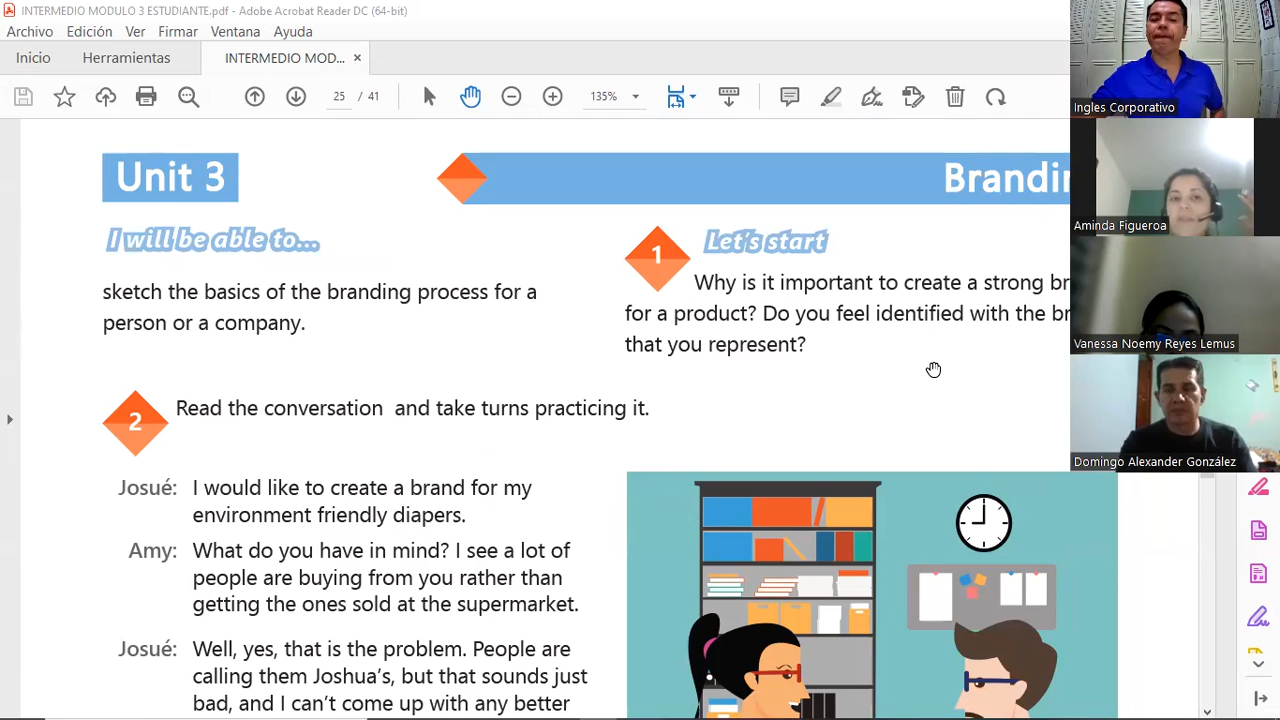 INTERMEDIO MODULO 3 ESTUDIANTE.pdf - Adobe Acrobat Reader DC (64-bit)
Archivo Edición Ver Firmar Ventana Ayuda
Inicio Herramientas INTERMEDIO MOD... ×
25 / 41 135%
Unit 3
I will be able to...
sketch the basics of the branding process for a
person or a company.
1 Let's start
Why is it important to create a strong
for a product? Do you feel identified with the
that you represent?
2 Read the conversation and take turns practicing it.
Josué: I would like to create a brand for my
environment friendly diapers.
Amy: What do you have in mind? I see a lot of
people are buying from you rather than
getting the ones sold at the supermarket.
Josué: Well, yes, that is the problem. People are
calling them Joshua's, but that sounds just
bad, and I can't come up with any better
Ingles Corporativo
Aminda Figueroa
Vanessa Noemy Reyes Lemus
Domingo Alexander González